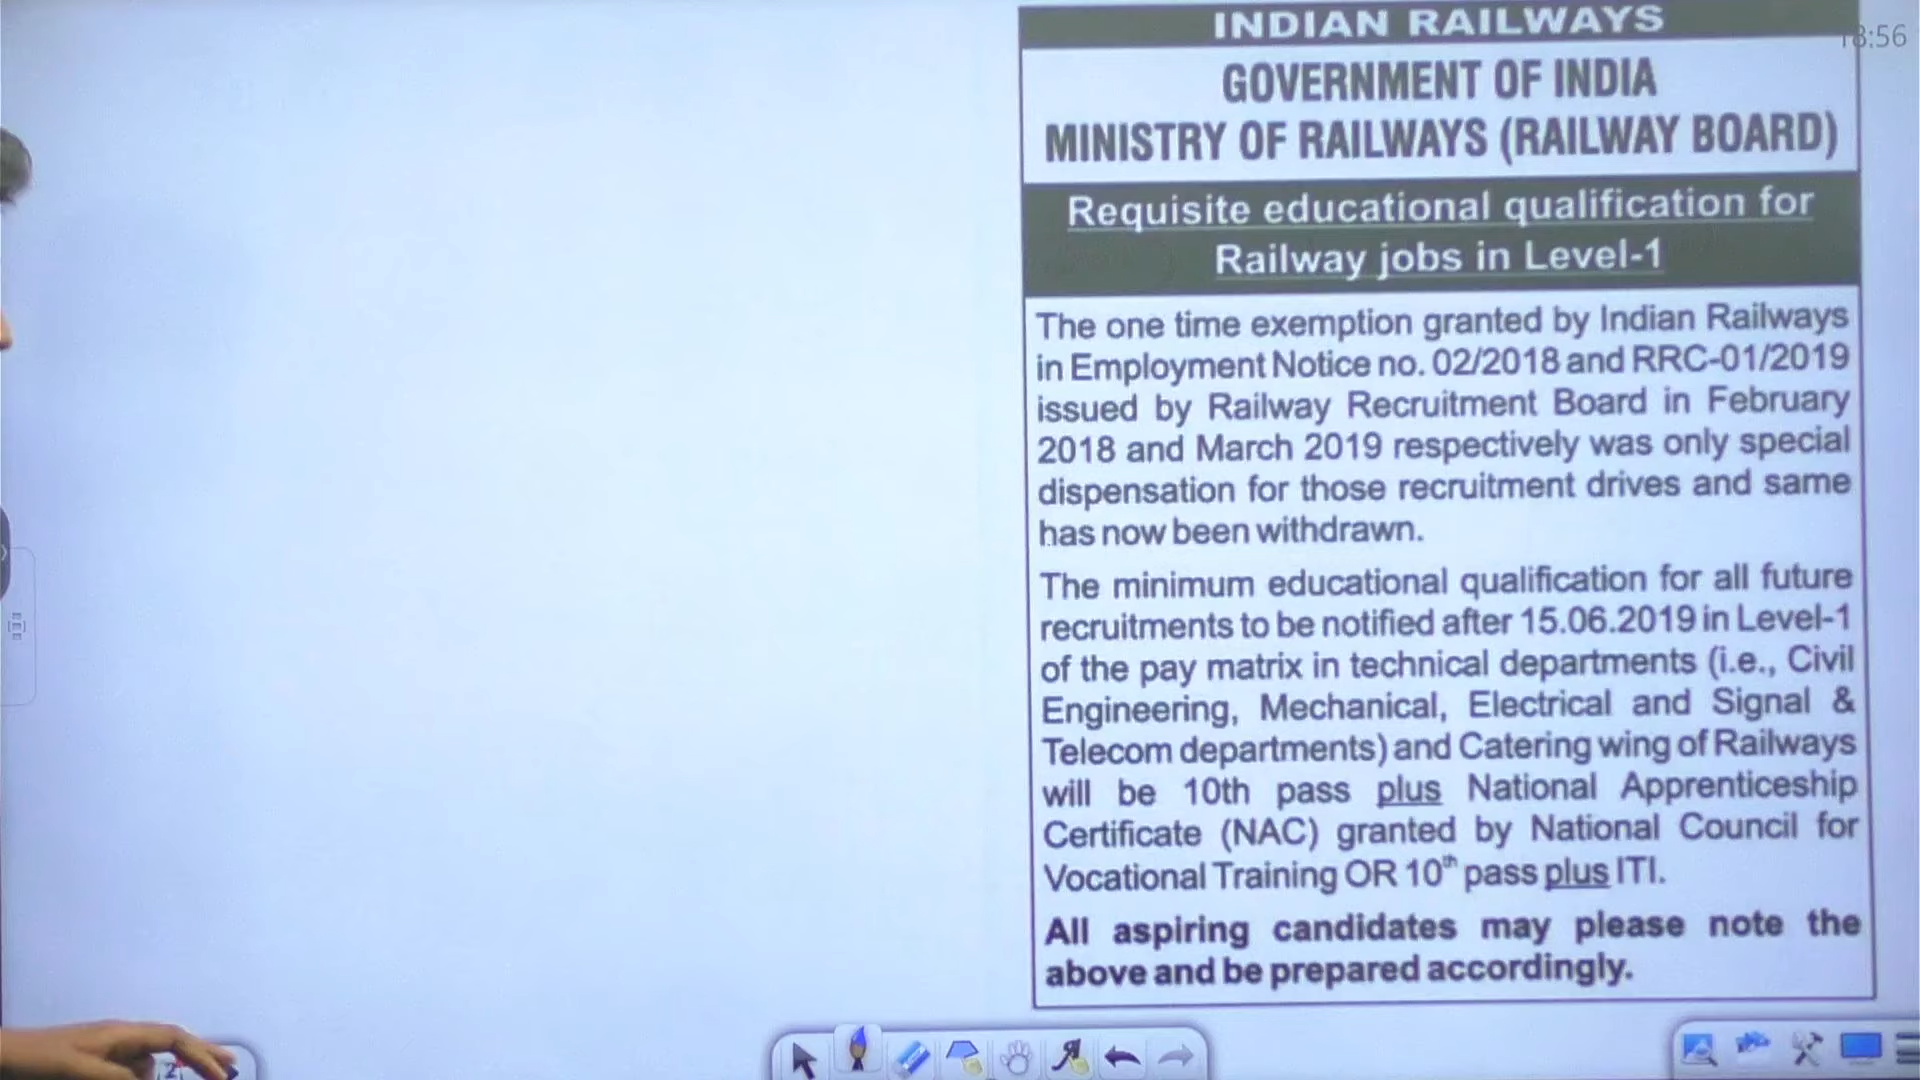 INDIAN RAILWAYS
18:56
GOVERNMENT OF INDIA
MINISTRY OF RAILWAYS (RAILWAY BOARD)
Requisite educational qualification for
Railway jobs in Level-1
The one time exemption granted by Indian Railways
in Employment Notice no. 02/2018 and RRC-01/2019
issued by Railway Recruitment Board in February
2018 and March 2019 respectively was only special
dispensation for those recruitment drives and same
has now been withdrawn.
The minimum educational qualification for all future
recruitments to be notified after 15.06.2019 in Level-1
of the pay matrix in technical departments (i.e., Civil
Engineering, Mechanical, Electrical and Signal &
Telecom departments) and Catering wing of Railways
will be 10th pass plus National Apprenticeship
Certificate (NAC) granted by National Council for
Vocational Training OR 10th pass plus ITI.
All aspiring candidates may please note the
above and be prepared accordingly.
2